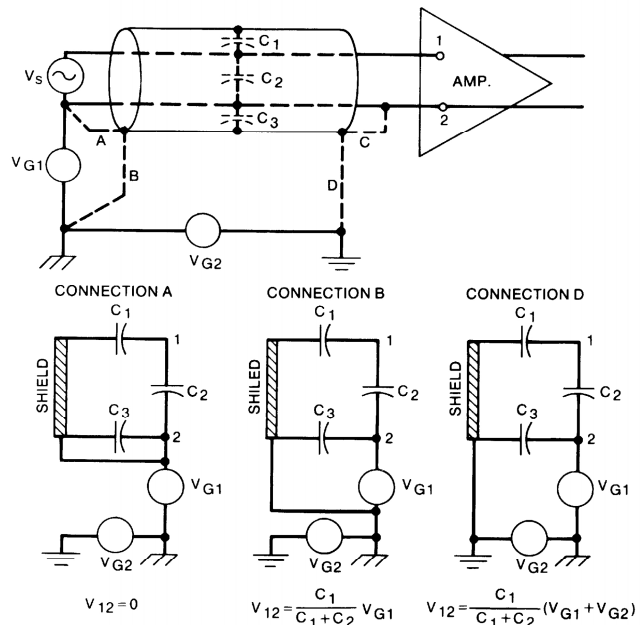 C1
1
VS
C2
AMP.
C3
2
A
C
VG1
B
D
VG2
CONNECTION A
CONNECTION B
CONNECTION D
C1
1
SHIELD
C2
C3
2
VG1
VG2
V12=0
C1
1
SHILED
C2
C3
2
VG1
VG2
V12= C1/C1+C2 VG1
C1
1
SHIELD
C2
C3
2
VG1
VG2
V12= C1/C1+C2 (VG1+VG2)